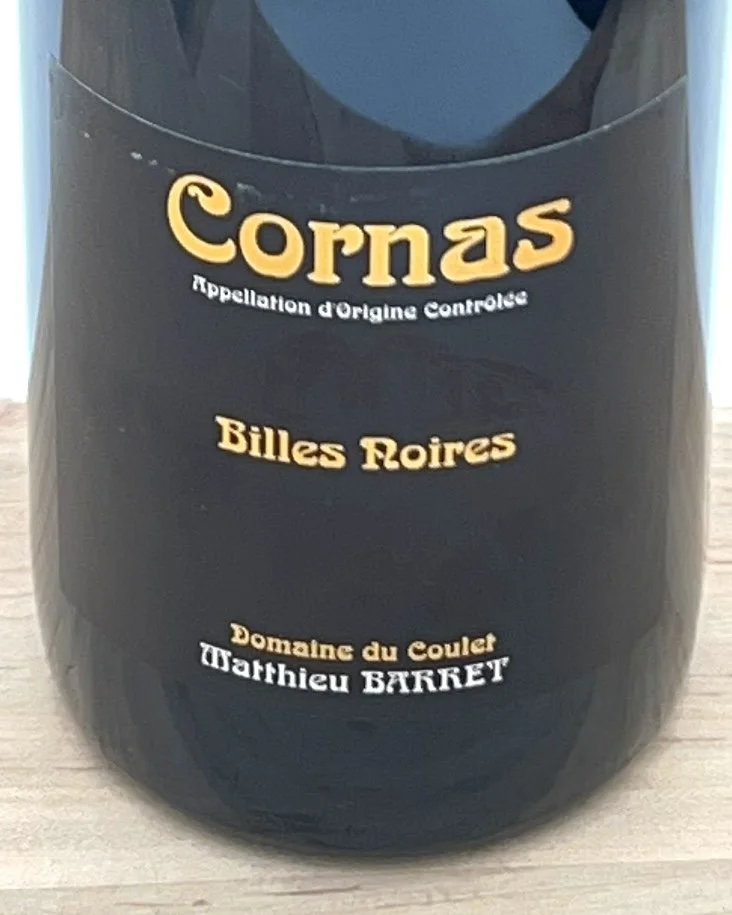 Cornas
Appellation d'Origine Contrôlée
Billes Noires
Domaine du Coulet
Matthieu BARRET